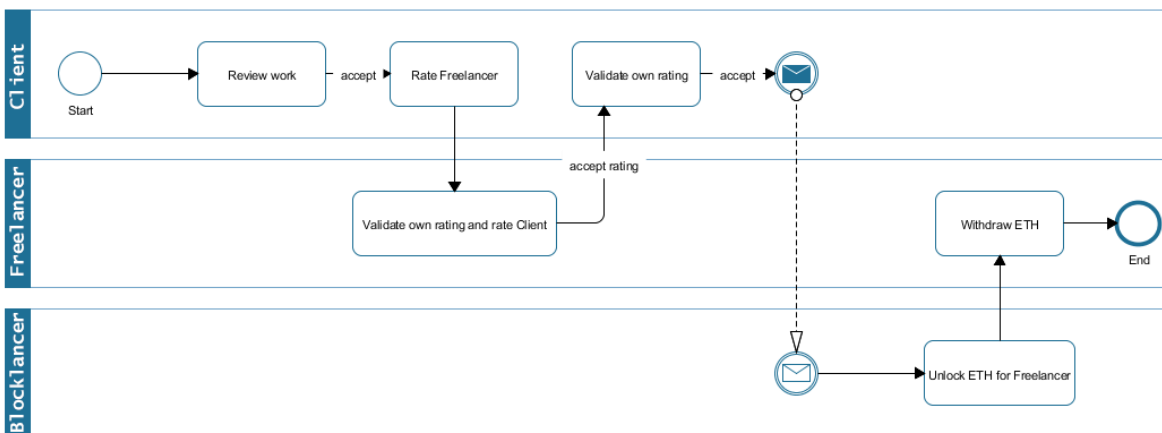 Client
Start
Review work
accept
Rate Freelancer
Validate own rating
accept
accept rating
Freelancer
Validate own rating and rate Client
Withdraw ETH
End
Blocklancer
Unlock ETH for Freelancer